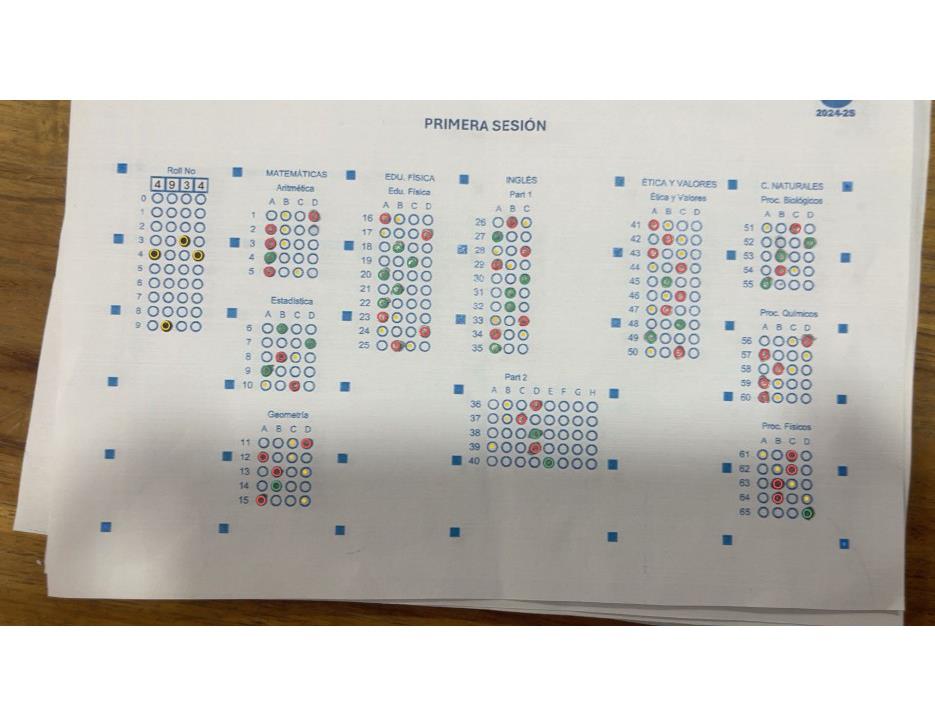 2024-25
PRIMERA SESIÓN
Roll No
4 9 3 4
0
1
2
3
4
5
6
7
8
9
MATEMÁTICAS
Aritmética
A B C D
1
2
3
4
5
Estadística
A B C D
6
7
8
9
10
Geometría
A B C D
11
12
13
14
15
EDU. FÍSICA
Edu. Física
A B C D
16
17
18
19
20
21
22
23
24
25
INGLÉS
Part 1
A B C
26
27
28
29
30
31
32
33
34
35
Part 2
A B C D E F G H
36
37
38
39
40
ÉTICA Y VALORES
Ética y Valores
A B C D
41
42
43
44
45
46
47
48
49
50
C. NATURALES
Proc. Biológicos
A B C D
51
52
53
54
55
Proc. Químicos
A B C D
56
57
58
59
60
Proc. Físicos
A B C D
61
62
63
64
65